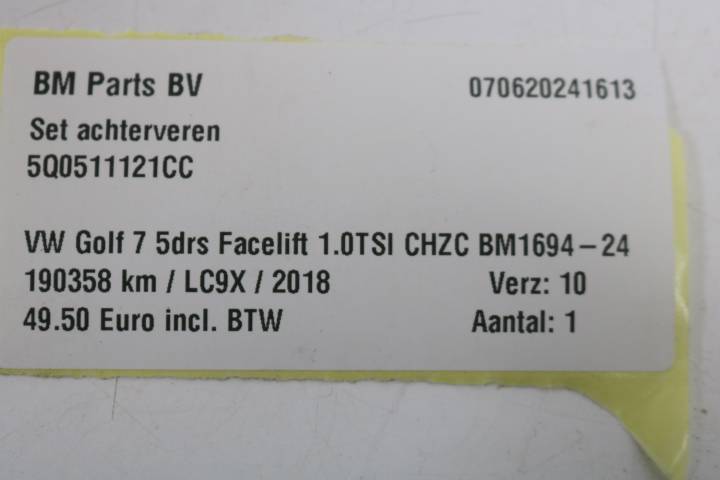 BM Parts BV 070620241613
Set achterveren
5Q0511121CC
VW Golf 7 5drs Facelift 1.0TSI CHZC BM1694-24
190358 km / LC9X / 2018 Verz: 10
49.50 Euro incl. BTW Aantal: 1